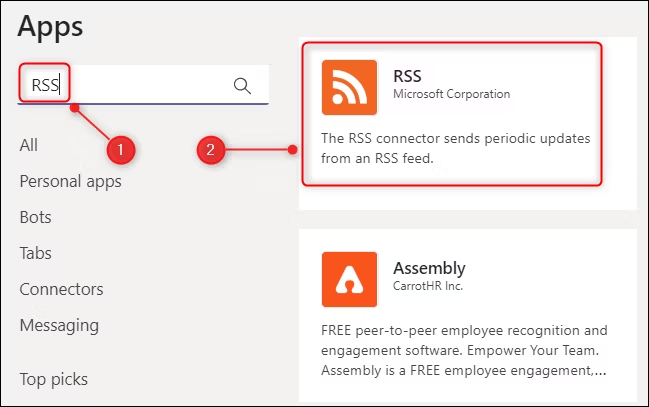 Apps
RSS
1
All
Personal apps
Bots
Tabs
Connectors
Messaging
Top picks
2
RSS
Microsoft Corporation
The RSS connector sends periodic updates
from an RSS feed.
Assembly
CarrotHR Inc.
FREE peer-to-peer employee recognition and
engagement software. Empower Your Team.
Assembly is a FREE employee engagement,...